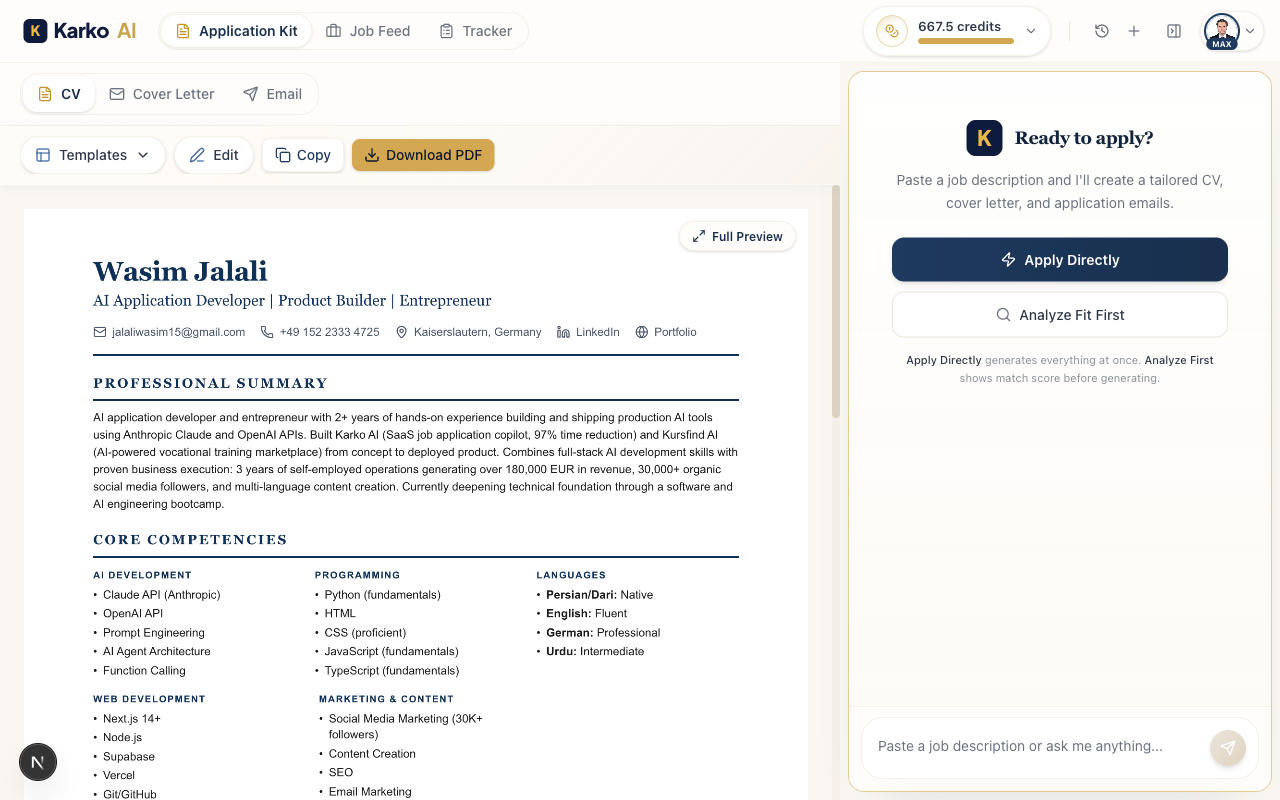 K Karko AI
Application Kit
Job Feed
Tracker
667.5 credits
MAX
CV
Cover Letter
Email
Templates
Edit
Copy
Download PDF
Full Preview
Wasim Jalali
AI Application Developer | Product Builder | Entrepreneur
jalaliwasim15@gmail.com +49 152 2333 4725 Kaiserslautern, Germany LinkedIn Portfolio
PROFESSIONAL SUMMARY
AI application developer and entrepreneur with 2+ years of hands-on experience building and shipping production AI tools
using Anthropic Claude and OpenAI APIs. Built Karko AI (SaaS job application copilot, 97% time reduction) and Kursfind AI
(AI-powered vocational training marketplace) from concept to deployed product. Combines full-stack AI development skills with
proven business execution: 3 years of self-employed operations generating over 180,000 EUR in revenue, 30,000+ organic
social media followers, and multi-language content creation. Currently deepening technical foundation through a software and
AI engineering bootcamp.
CORE COMPETENCIES
AI DEVELOPMENT
• Claude API (Anthropic)
• OpenAI API
• Prompt Engineering
• AI Agent Architecture
• Function Calling
PROGRAMMING
• Python (fundamentals)
• HTML
• CSS (proficient)
• JavaScript (fundamentals)
• TypeScript (fundamentals)
LANGUAGES
• Persian/Dari: Native
• English: Fluent
• German: Professional
• Urdu: Intermediate
WEB DEVELOPMENT
• Next.js 14+
• Node.js
• Supabase
• Vercel
• Git/GitHub
MARKETING & CONTENT
• Social Media Marketing (30K+
followers)
• Content Creation
• SEO
• Email Marketing
N
K Ready to apply?
Paste a job description and I'll create a tailored CV,
cover letter, and application emails.
Apply Directly
Analyze Fit First
Apply Directly generates everything at once. Analyze First
shows match score before generating.
Paste a job description or ask me anything...